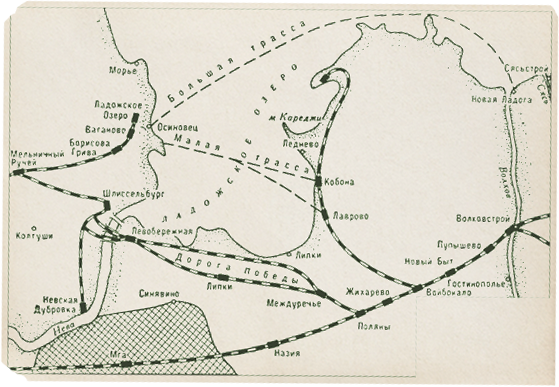 Морье
Большая трасса
Сясьстрой
Сясь
Новая Ладога
Ладожское
Озеро
Ваганово
Осиновец
Борисова
Грива
Мельничный
Ручей
Малая трасса
м. Кареджи
Леднево
Кобона
ЛАДОЖСКОЕ ОЗЕРО
Шлиссельбург
Лаврово
Волхов
Волховстрой
Колтуши
Левобережная
Пупышево
Липки
Новый Быт
Дорога Победы
Гостинополье
Липки
Междуречье
Жихарево
Войбокало
Синявино
Невская
Дубровка
Поляны
Нева
Мга
Назия